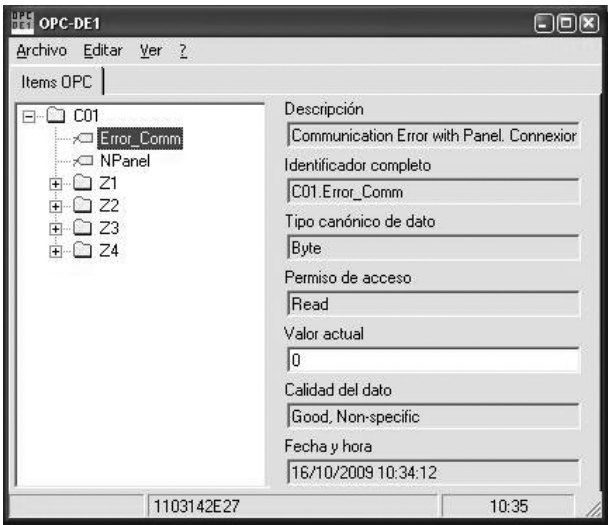 OPC DE1 OPC-DE1
Archivo Editar Ver ?
Items OPC
C01
Error_Comm
NPanel
Z1
Z2
Z3
Z4
Descripción
Communication Error with Panel. Connexior
Identificador completo
C01.Error_Comm
Tipo canónico de dato
Byte
Permiso de acceso
Read
Valor actual
0
Calidad del dato
Good, Non-specific
Fecha y hora
16/10/2009 10:34:12
1103142E27 10:35